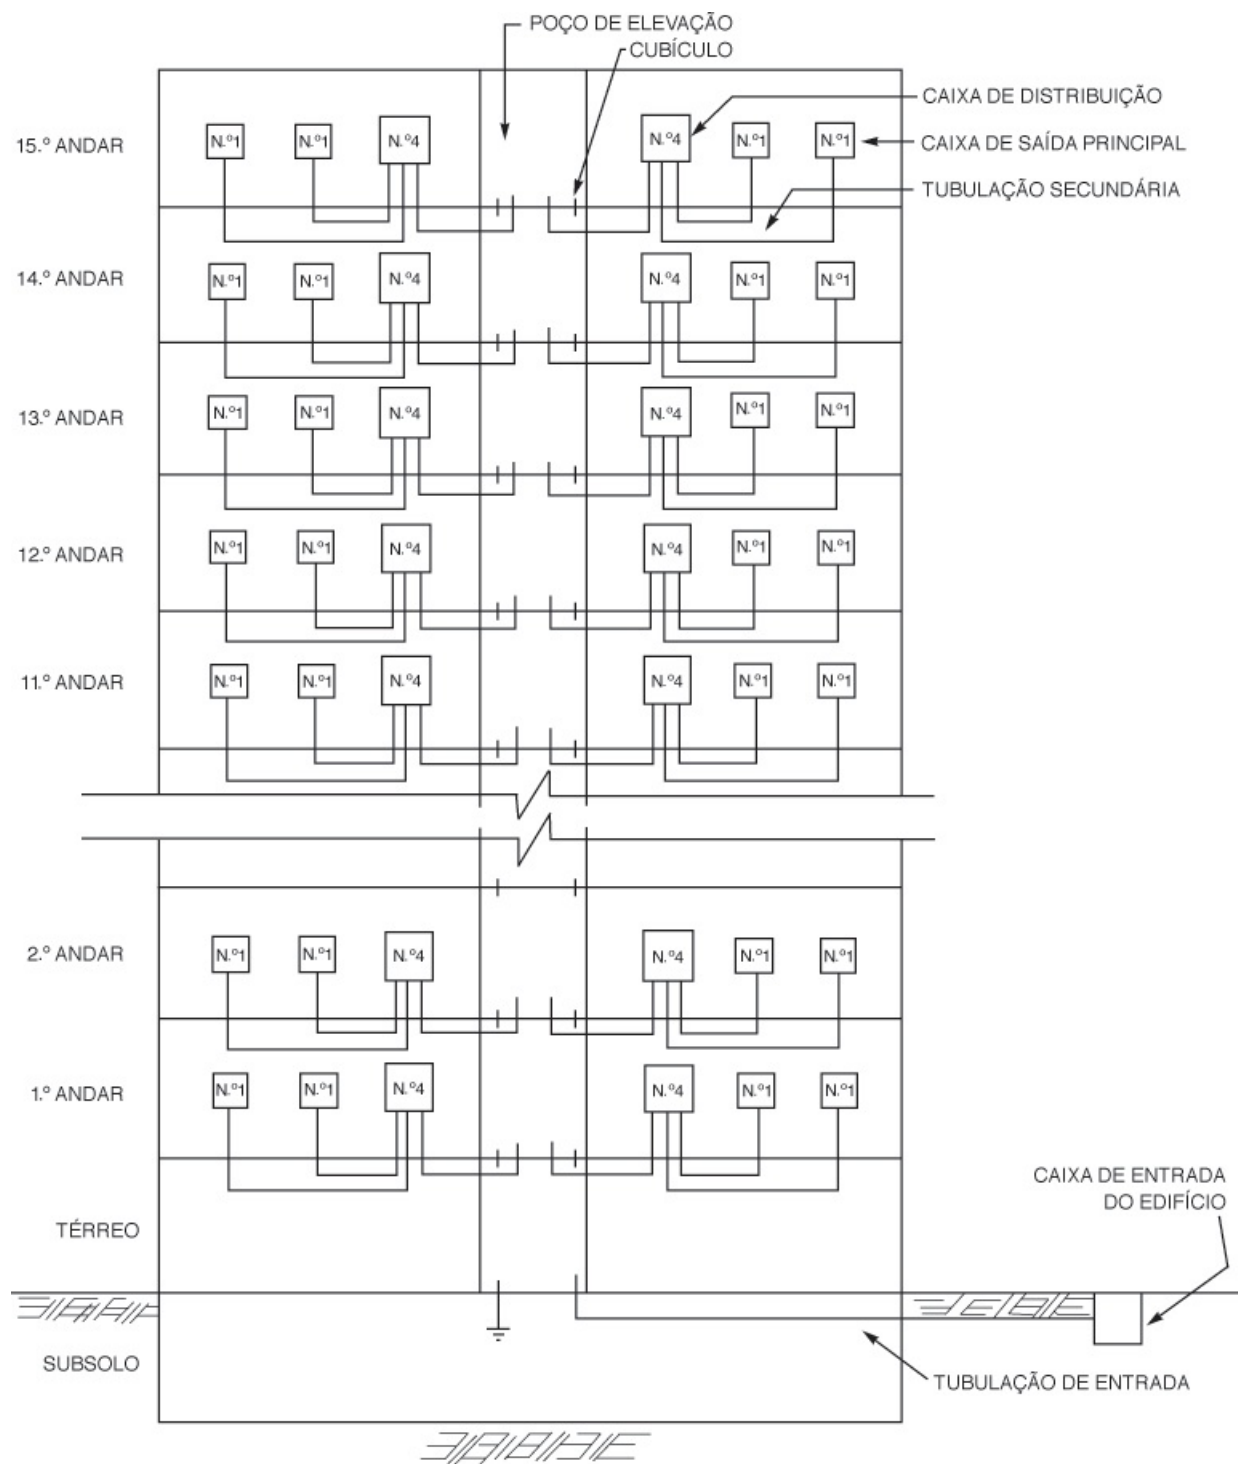 POÇO DE ELEVAÇÃO
CUBÍCULO
CAIXA DE DISTRIBUIÇÃO
15.º ANDAR N.º1 N.º1 N.º4 N.º4 N.º1 N.º1 CAIXA DE SAÍDA PRINCIPAL
TUBULAÇÃO SECUNDÁRIA
14.º ANDAR N.º1 N.º1 N.º4 N.º4 N.º1 N.º1
13.º ANDAR N.º1 N.º1 N.º4 N.º4 N.º1 N.º1
12.º ANDAR N.º1 N.º1 N.º4 N.º4 N.º1 N.º1
11.º ANDAR N.º1 N.º1 N.º4 N.º4 N.º1 N.º1
2.º ANDAR N.º1 N.º1 N.º4 N.º4 N.º1 N.º1
1.º ANDAR N.º1 N.º1 N.º4 N.º4 N.º1 N.º1
CAIXA DE ENTRADA
DO EDIFÍCIO
TÉRREO
SUBSOLO
TUBULAÇÃO DE ENTRADA